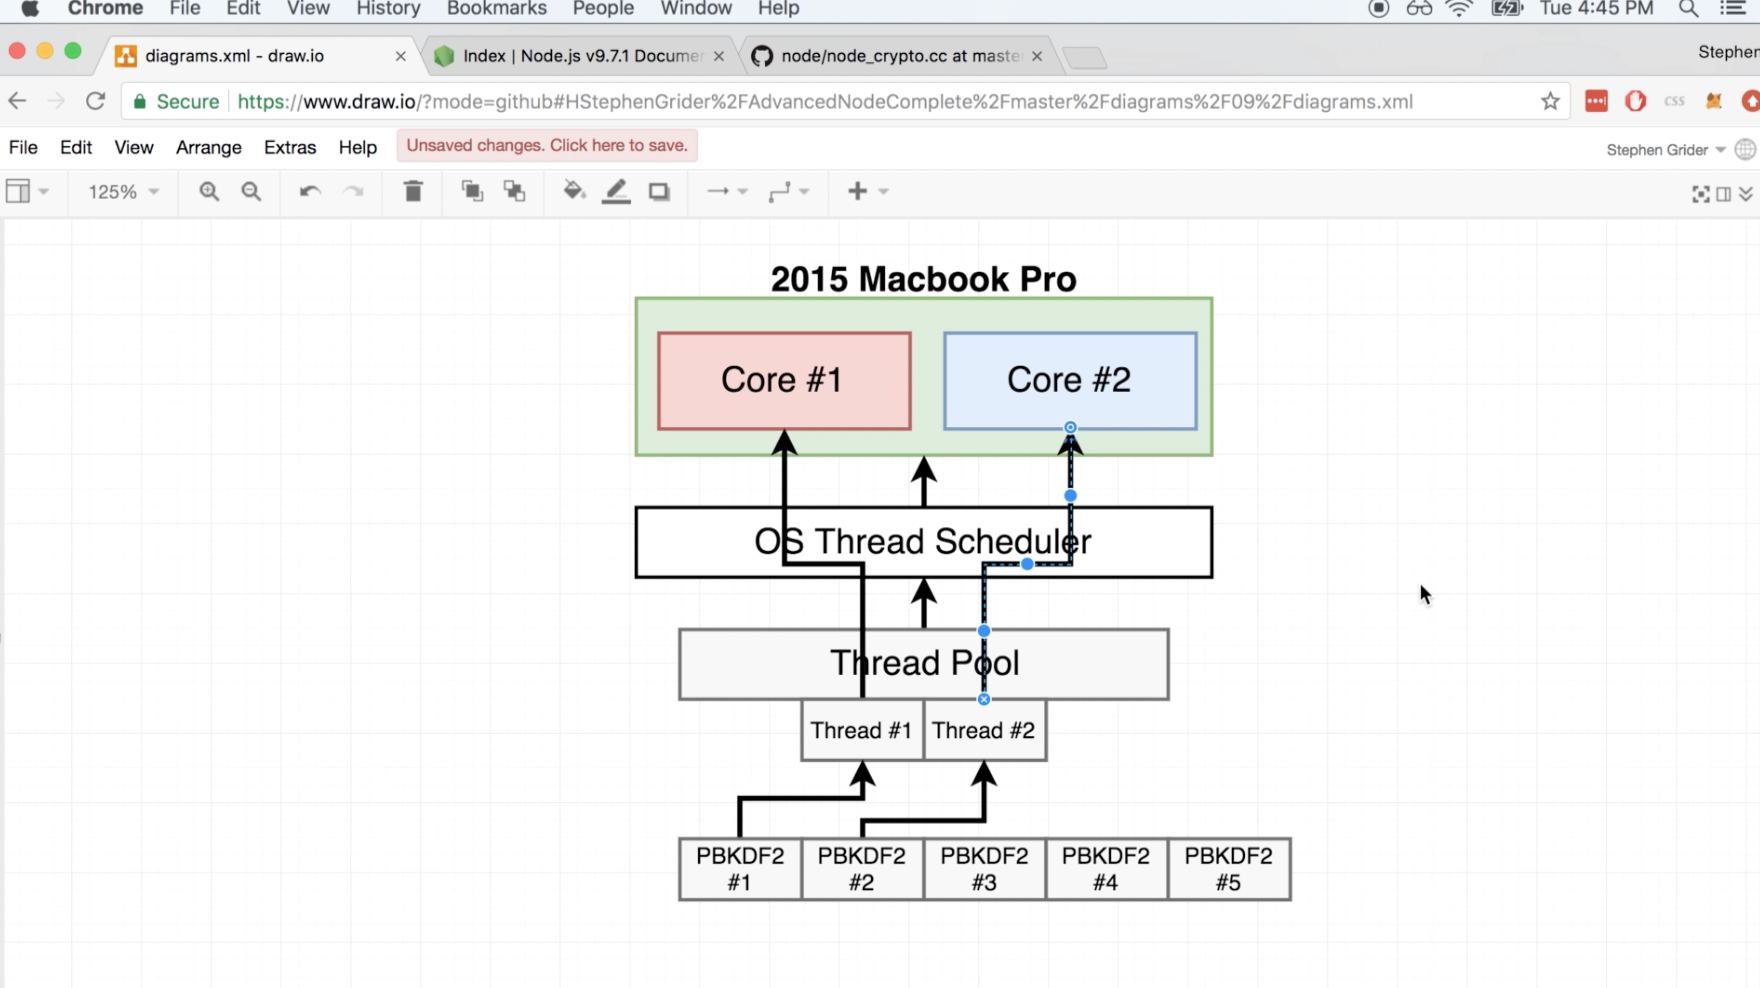 Chrome File Edit View History Bookmarks People Window Help Tue 4:45 PM
diagrams.xml - draw.io Index | Node.js v9.7.1 Documen node/node_crypto.cc at maste Stephen
Secure https://www.draw.io/?mode=github#HStephenGrider%2FAdvancedNodeComplete%2Fmaster%2Fdiagrams%2F09%2Fdiagrams.xml CSS
File Edit View Arrange Extras Help Unsaved changes. Click here to save. Stephen Grider
125%
2015 Macbook Pro
Core #1 Core #2
OS Thread Scheduler
Thread Pool
Thread #1 Thread #2
PBKDF2 PBKDF2 PBKDF2 PBKDF2 PBKDF2
#1 #2 #3 #4 #5